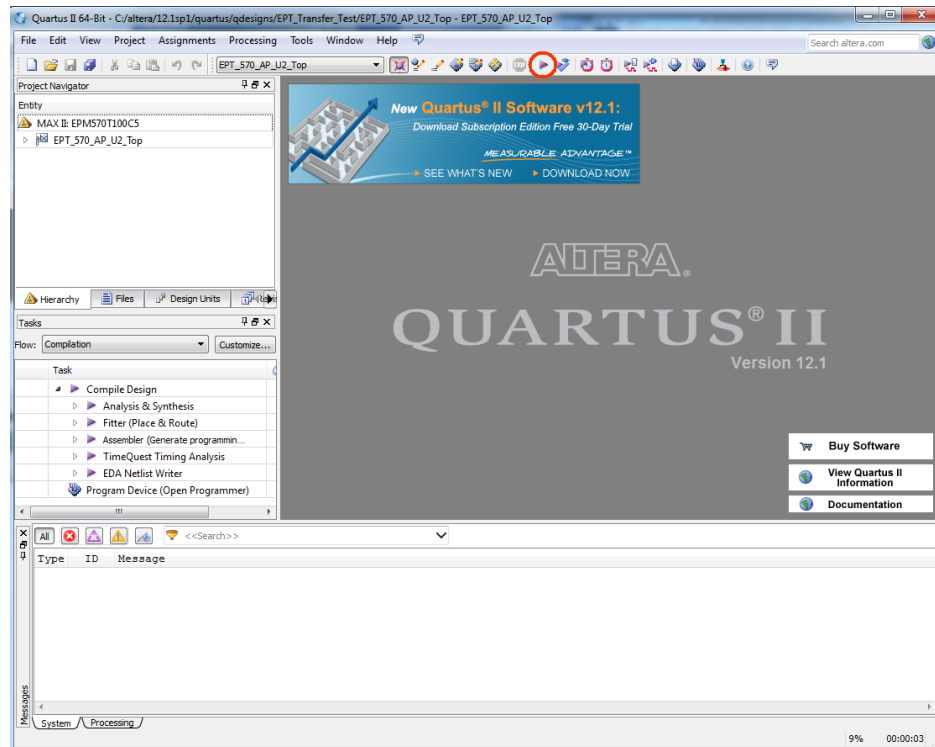 Quartus II 64-Bit - C:/altera/12.1sp1/quartus/qdesigns/EPT_Transfer_Test/EPT_570_AP_U2_Top - EPT_570_AP_U2_Top
File Edit View Project Assignments Processing Tools Window Help
Search altera.com
EPT_570_AP_U2_Top
STOP
Project Navigator
Entity
MAX II: EPM570T100C5
EPT_570_AP_U2_Top
New Quartus® II Software v12.1:
Download Subscription Edition Free 30-Day Trial
MEASURABLE ADVANTAGE™
SEE WHAT'S NEW DOWNLOAD NOW
ALTERA®
QUARTUS® II
Version 12.1
Hierarchy Files Design Units
Tasks
Flow: Compilation Customize...
Task
Compile Design
Analysis & Synthesis
Fitter (Place & Route)
Assembler (Generate programmin...
TimeQuest Timing Analysis
EDA Netlist Writer
Program Device (Open Programmer)
Buy Software
View Quartus II
Information
Documentation
All <<Search>>
Type ID Message
Messages
System Processing
9% 00:00:03